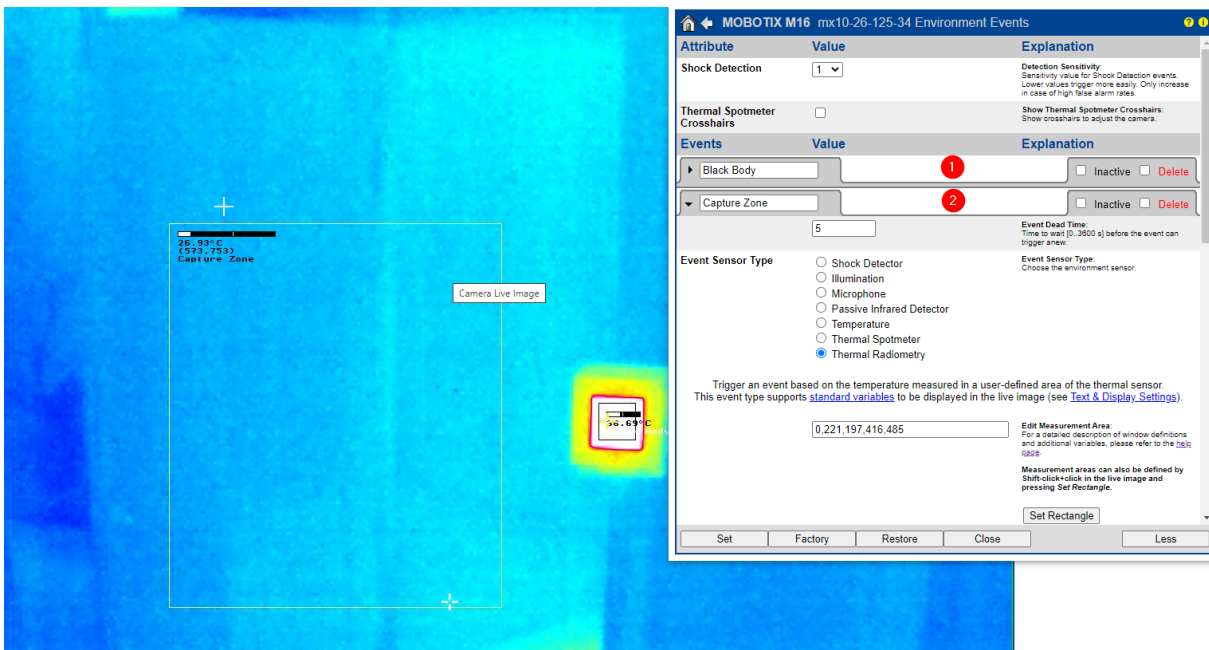 26.93°C
(573,753)
Capture Zone
Camera Live Image
36.69°C
MOBOTIX M16 mx10-26-125-34 Environment Events
Attribute Value Explanation
Shock Detection 1 Detection Sensitivity:
Sensitivity value for Shock Detection events.
Lower values trigger more easily. Only increase
in case of high false alarm rates.
Thermal Spotmeter
Crosshairs
Show Thermal Spotmeter Crosshairs:
Show crosshairs to adjust the camera.
Events Value Explanation
Black Body 1 Inactive Delete
Capture Zone 2 Inactive Delete
5 Event Dead Time:
Time to wait [0..3600 s] before the event can
trigger anew.
Event Sensor Type
Shock Detector
Illumination
Microphone
Passive Infrared Detector
Temperature
Thermal Spotmeter
Thermal Radiometry
Event Sensor Type:
Choose the environment sensor.
Trigger an event based on the temperature measured in a user-defined area of the thermal sensor.
This event type supports standard variables to be displayed in the live image (see Text & Display Settings).
0,221,197,416,485
Edit Measurement Area:
For a detailed description of window definitions
and additional variables, please refer to the help
page.
Measurement areas can also be defined by
Shift-click+click in the live image and
pressing Set Rectangle.
Set Rectangle
Set Factory Restore Close Less